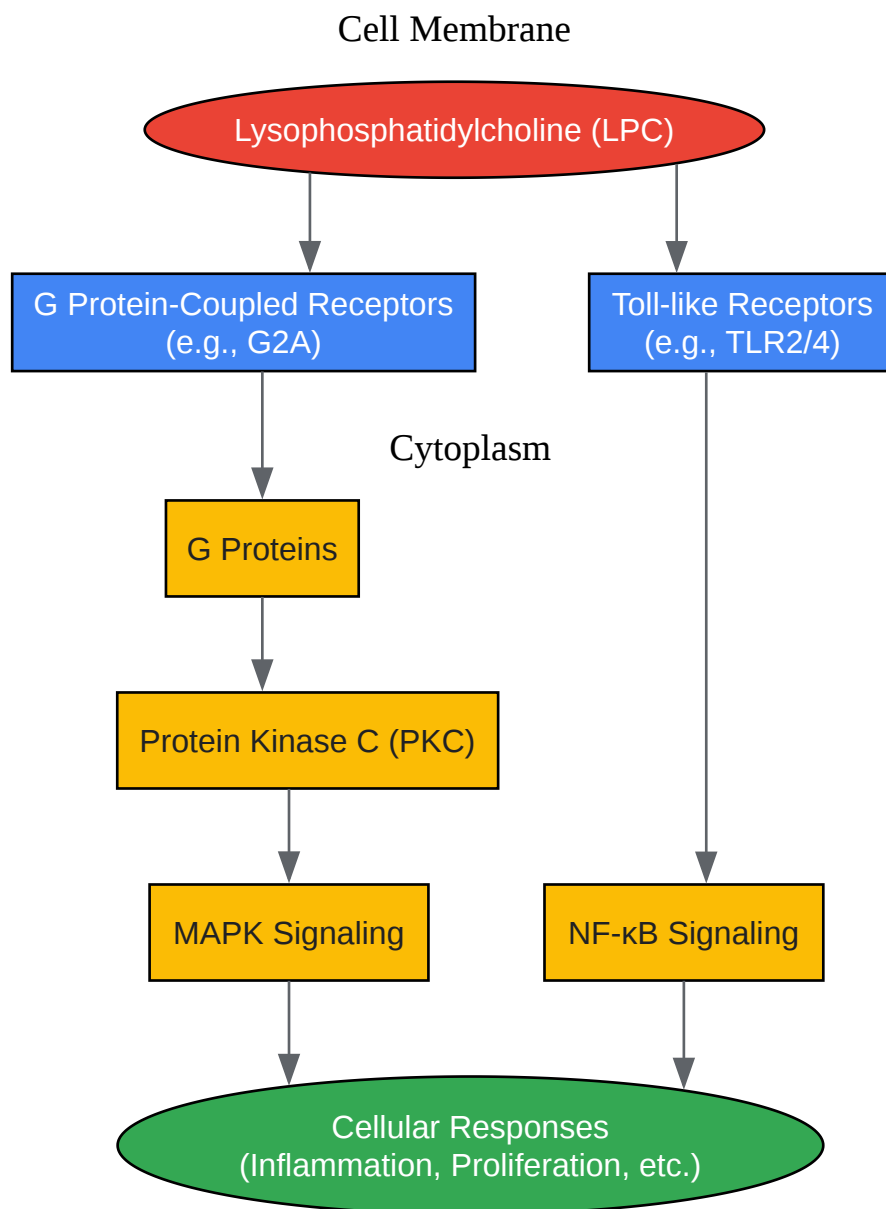 Cell Membrane
Lysophosphatidylcholine (LPC)
G Protein-Coupled Receptors
(e.g., G2A)
Toll-like Receptors
(e.g., TLR2/4)
Cytoplasm
G Proteins
Protein Kinase C (PKC)
MAPK Signaling
NF-κB Signaling
Cellular Responses
(Inflammation, Proliferation, etc.)